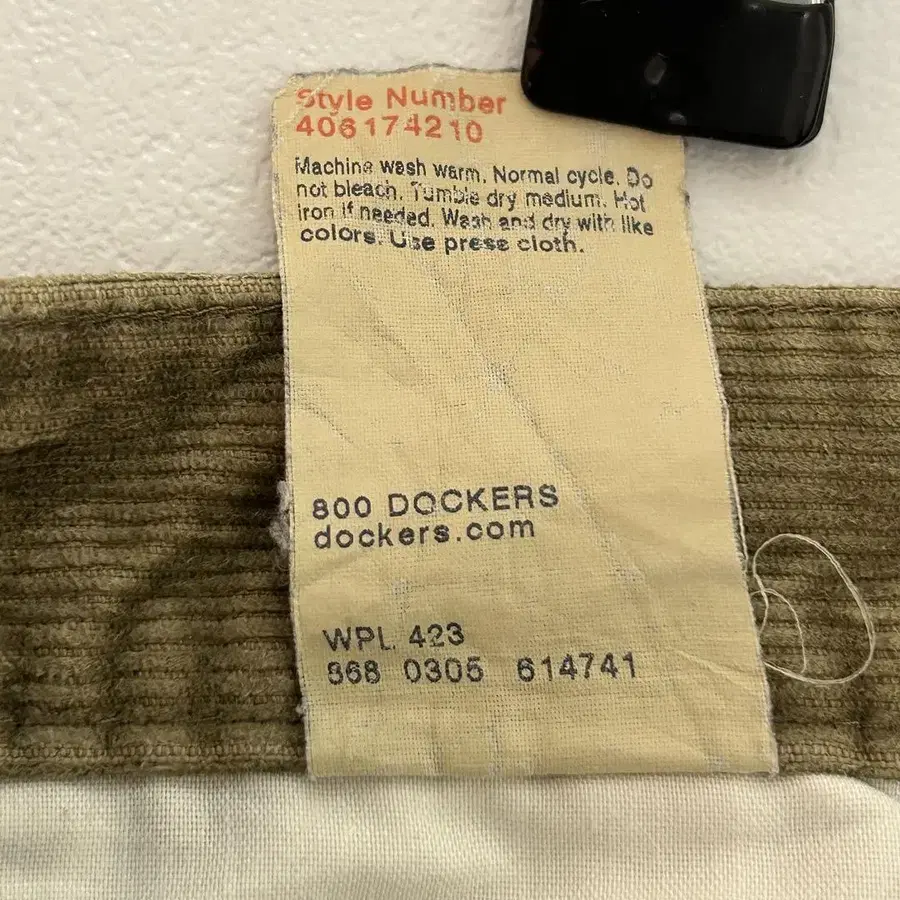 Style Number
406174210
Machine wash warm. Normal cycle. Do
not bleach. Tumble dry medium. Hot
iron if needed. Wash and dry with like
colors. Use press cloth.
800 DOCKERS
dockers.com
WPL 423
868 0305 614741